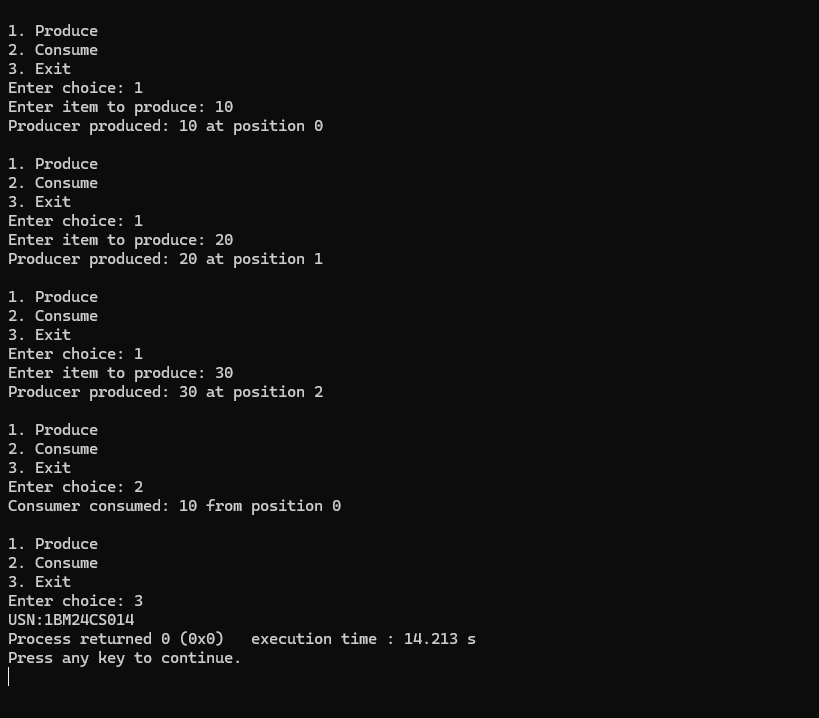 1. Produce
2. Consume
3. Exit
Enter choice: 1
Enter item to produce: 10
Producer produced: 10 at position 0
1. Produce
2. Consume
3. Exit
Enter choice: 1
Enter item to produce: 20
Producer produced: 20 at position 1
1. Produce
2. Consume
3. Exit
Enter choice: 1
Enter item to produce: 30
Producer produced: 30 at position 2
1. Produce
2. Consume
3. Exit
Enter choice: 2
Consumer consumed: 10 from position 0
1. Produce
2. Consume
3. Exit
Enter choice: 3
USN:1BM24CS014
Process returned 0 (0x0)   execution time : 14.213 s
Press any key to continue.